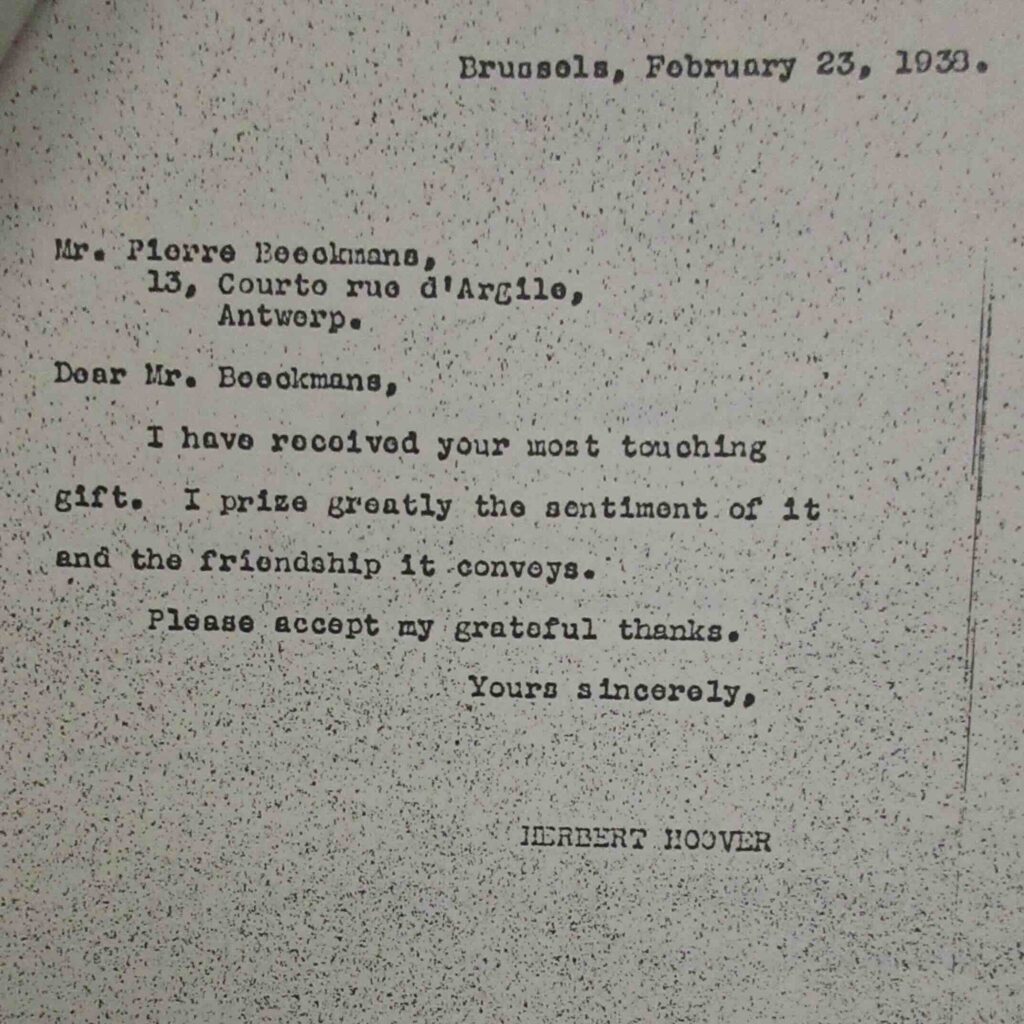 Brussels, February 23, 1938.
Mr. Pierre Beeckmans,
13, Courte rue d'Argile,
Antwerp.
Dear Mr. Beeckmans,
I have received your most touching
gift. I prize greatly the sentiment of it
and the friendship it conveys.
Please accept my grateful thanks.
Yours sincerely,
HERBERT HOOVER